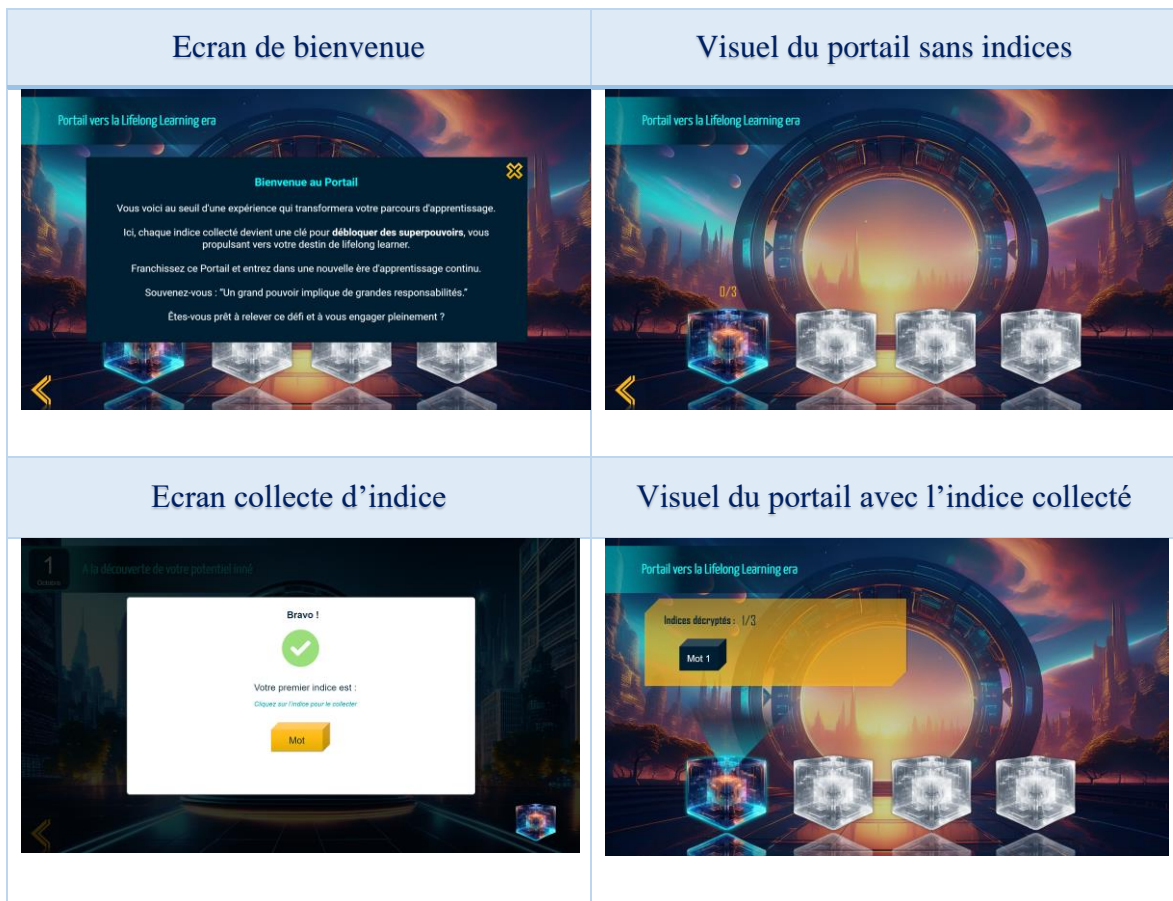 Ecran de bienvenue
Visuel du portail sans indices
Portail vers la Lifelong Learning era
Bienvenue au Portail
Vous voici au seuil d'une expérience qui transformera votre parcours d'apprentissage.
Ici, chaque indice collecté devient une clé pour débloquer des superpouvoirs, vous
propulsant vers votre destin de lifelong learner.
Franchissez ce Portail et entrez dans une nouvelle ère d'apprentissage continu.
Souvenez-vous : "Un grand pouvoir implique de grandes responsabilités."
Êtes-vous prêt à relever ce défi et à vous engager pleinement ?
Portail vers la Lifelong Learning era
0/3
Ecran collecte d'indice
Visuel du portail avec l'indice collecté
1
Octobre
A la découverte de votre potentiel inné
Bravo !
Votre premier indice est :
Cliquez sur l'indice pour le collecter
Mot
Portail vers la Lifelong Learning era
Indices décryptés : 1/3
Mot 1